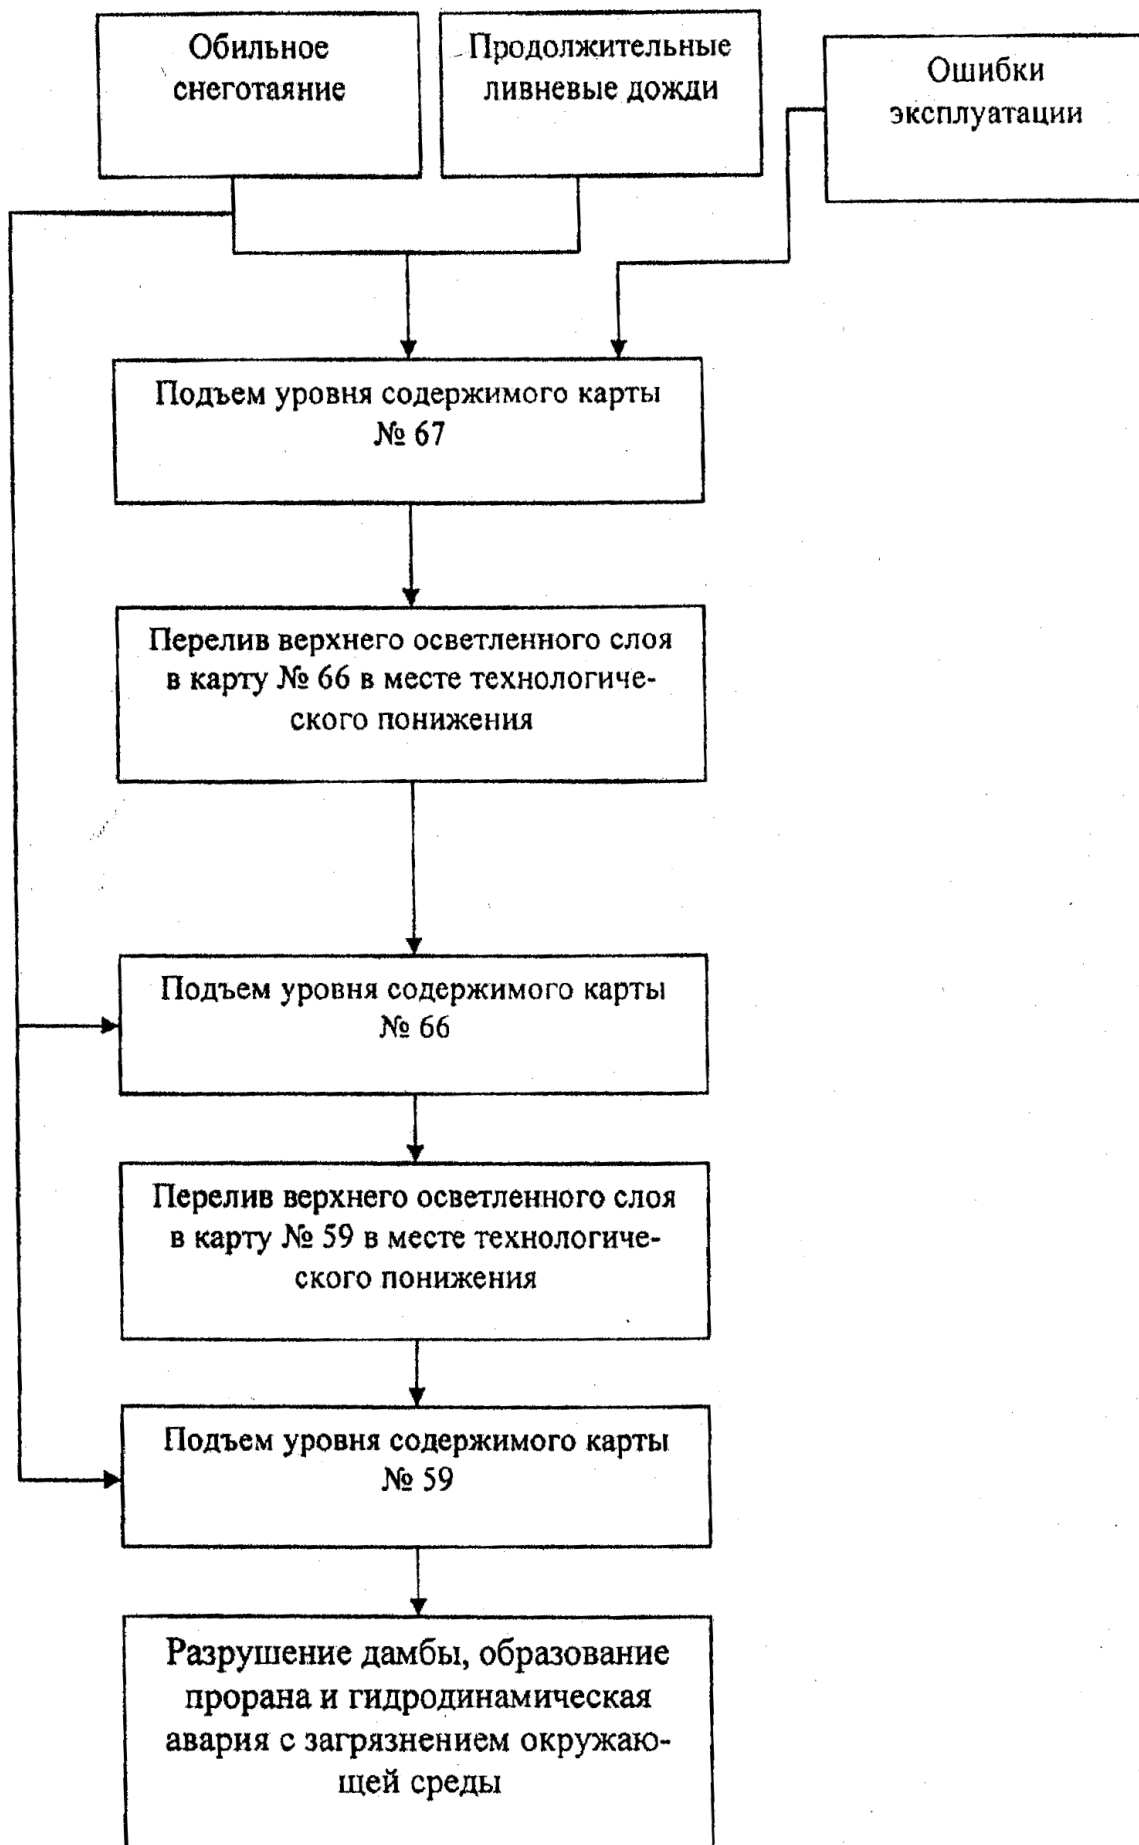 Обильное
снеготаяние
Продолжительные
ливневые дожди
Ошибки
эксплуатации
Подъем уровня содержимого карты
№ 67
Перелив верхнего осветленного слоя
в карту № 66 в месте технологиче-
ского понижения
Подъем уровня содержимого карты
№ 66
Перелив верхнего осветленного слоя
в карту № 59 в месте технологиче-
ского понижения
Подъем уровня содержимого карты
№ 59
Разрушение дамбы, образование
прорана и гидродинамическая
авария с загрязнением окружаю-
щей среды